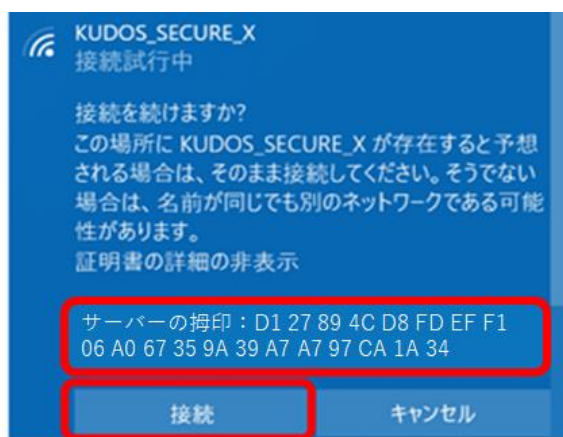 KUDOS_SECURE_X
接続試行中
接続を続けますか?
この場所に KUDOS_SECURE_X が存在すると予想
される場合は、そのまま接続してください。そうでない
場合は、名前が同じでも別のネットワークである可能
性があります。
証明書の詳細の非表示
サーバーの拇印：D1 27 89 4C D8 FD EF F1
06 A0 67 35 9A 39 A7 A7 97 CA 1A 34
接続
キャンセル